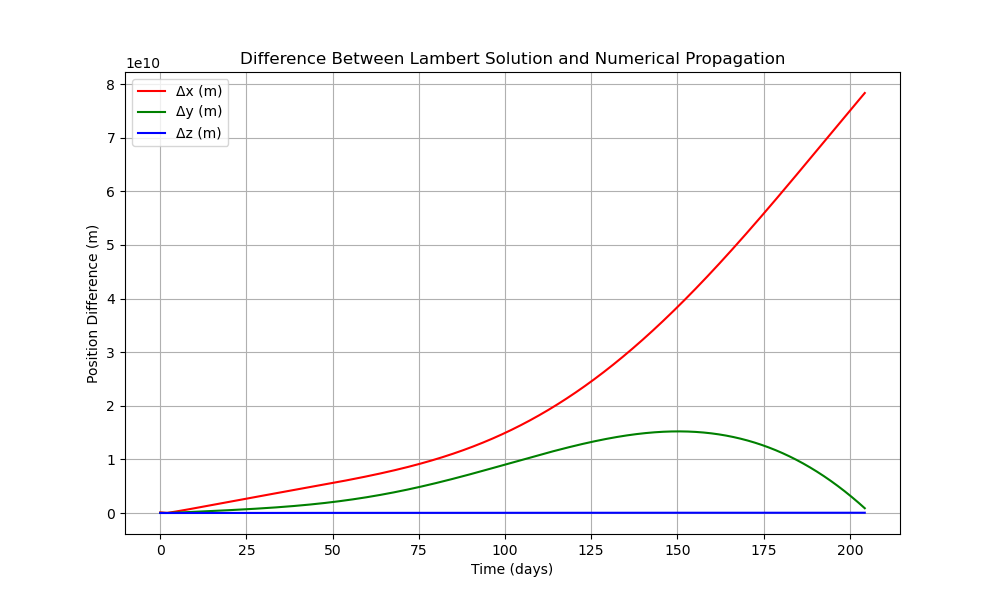 Difference Between Lambert Solution and Numerical Propagation
1e10
Δx (m)
Δy (m)
Δz (m)
Position Difference (m)
8
7
6
5
4
3
2
1
0
0 25 50 75 100 125 150 175 200
Time (days)